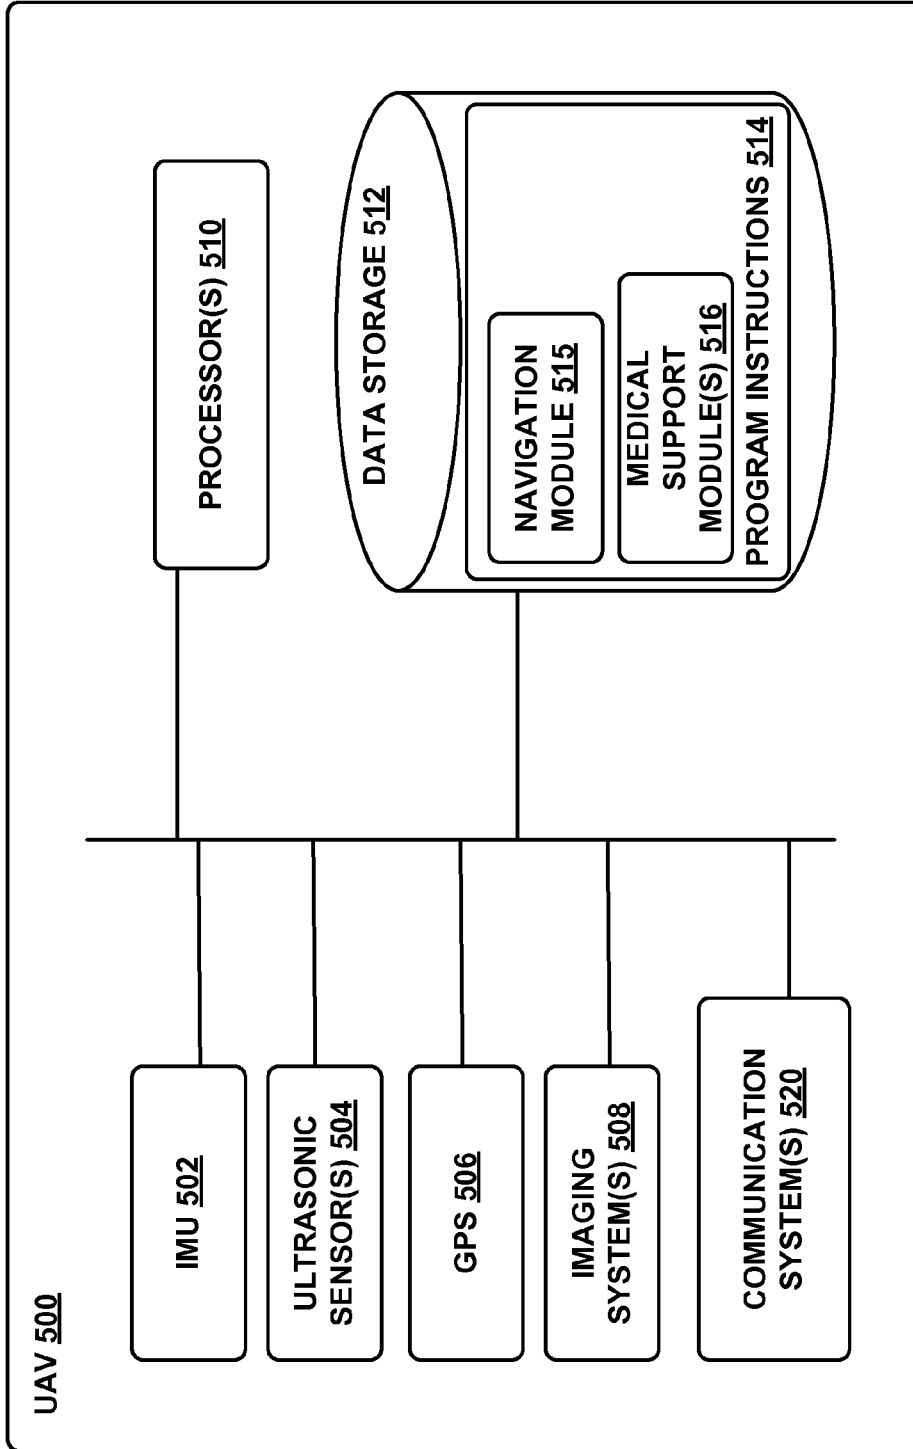 UAV 500
IMU 502
ULTRASONIC
SENSOR(S) 504
GPS 506
IMAGING
SYSTEM(S) 508
COMMUNICATION
SYSTEM(S) 520
PROCESSOR(S) 510
DATA STORAGE 512
NAVIGATION
MODULE 515
MEDICAL
SUPPORT
MODULE(S) 516
PROGRAM INSTRUCTIONS 514